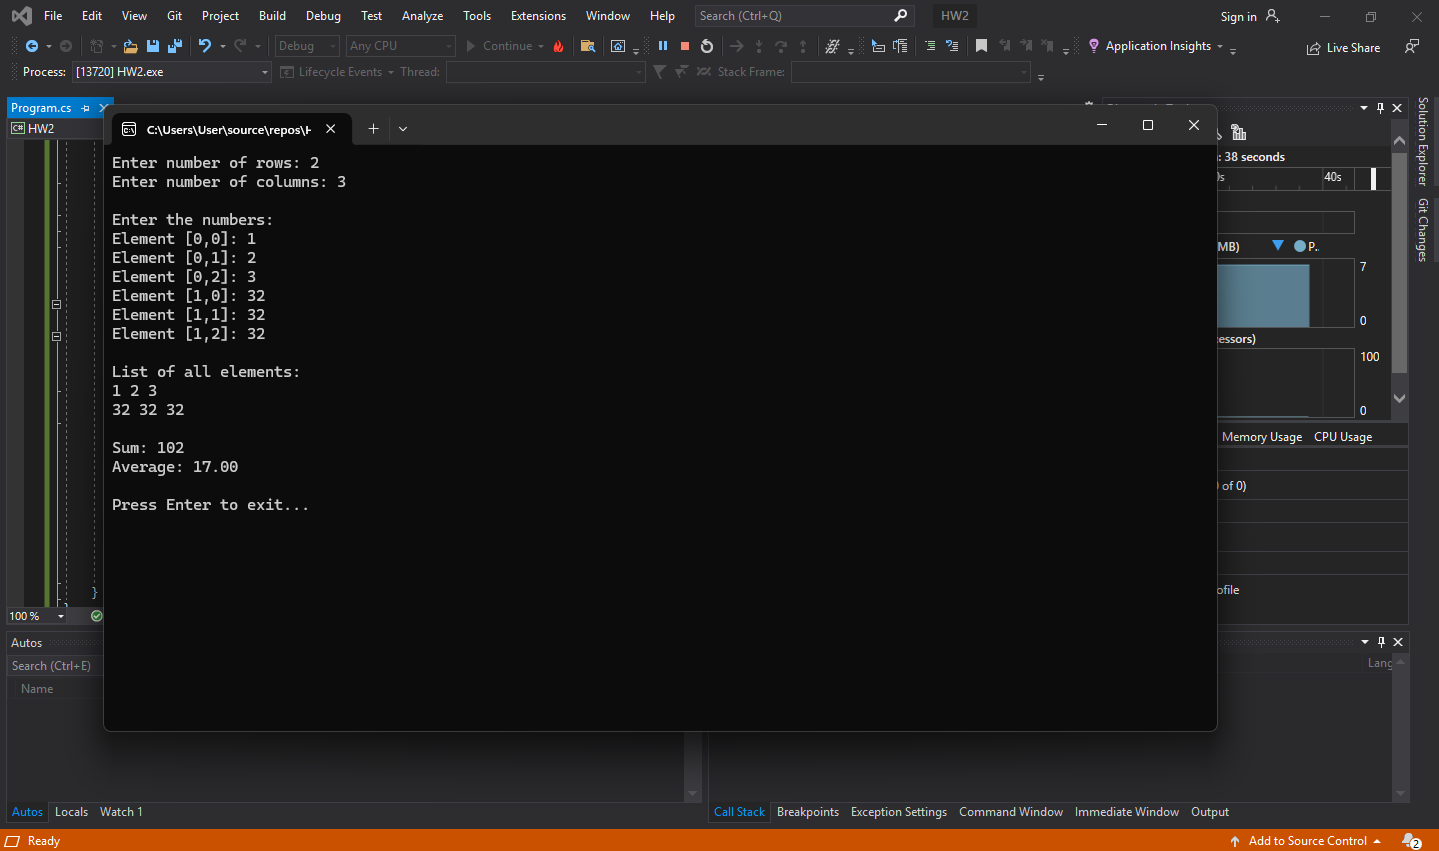 File Edit View Git Project Build Debug Test Analyze Tools Extensions Window Help Search (Ctrl+Q) HW2 Sign in
Debug Any CPU Continue Application Insights Live Share
Process: [13720] HW2.exe Lifecycle Events Thread: Stack Frame:
Program.cs
C# HW2
C:\Users\User\source\repos\H
Enter number of rows: 2
Enter number of columns: 3
Enter the numbers:
Element [0,0]: 1
Element [0,1]: 2
Element [0,2]: 3
Element [1,0]: 32
Element [1,1]: 32
Element [1,2]: 32
List of all elements:
1 2 3
32 32 32
Sum: 102
Average: 17.00
Press Enter to exit...
: 38 seconds
40s
MB) P..
7
0
essors)
100
0
Memory Usage CPU Usage
of 0)
ofile
Solution Explorer
Git Changes
}
100 %
Autos
Search (Ctrl+E)
Name
Lang
Autos Locals Watch 1
Call Stack Breakpoints Exception Settings Command Window Immediate Window Output
Ready Add to Source Control 2